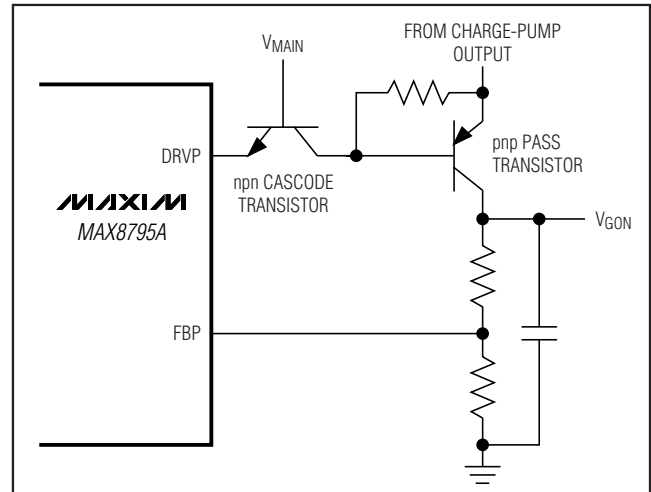 FROM CHARGE-PUMP
OUTPUT
VMAIN
DRVP
npn CASCODE
TRANSISTOR
pnp PASS
TRANSISTOR
MAXIM
MAX8795A
VGON
FBP